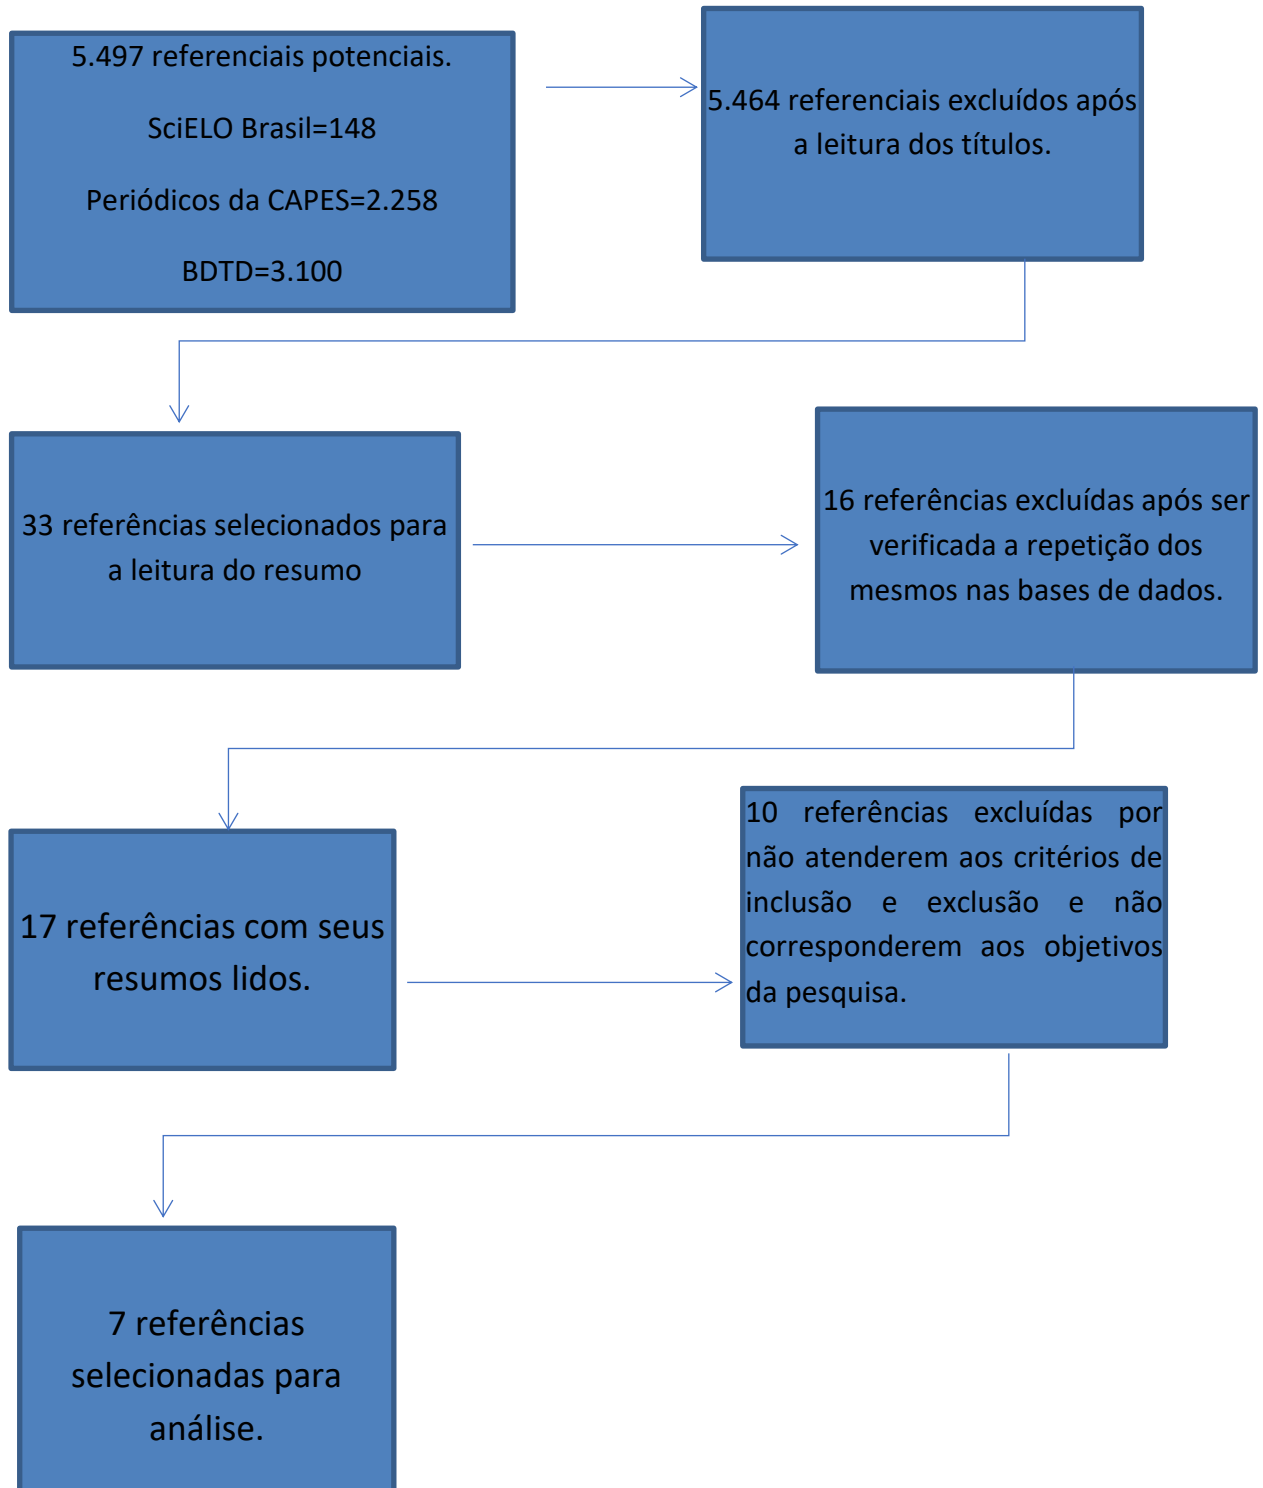 5.497 referenciais potenciais.
SciELO Brasil=148
Periódicos da CAPES=2.258
BDTD=3.100
5.464 referenciais excluídos após
a leitura dos títulos.
33 referências selecionados para
a leitura do resumo
16 referências excluídas após ser
verificada a repetição dos
mesmos nas bases de dados.
17 referências com seus
resumos lidos.
10 referências excluídas por
não atenderem aos critérios de
inclusão e exclusão e não
corresponderem aos objetivos
da pesquisa.
7 referências
selecionadas para
análise.